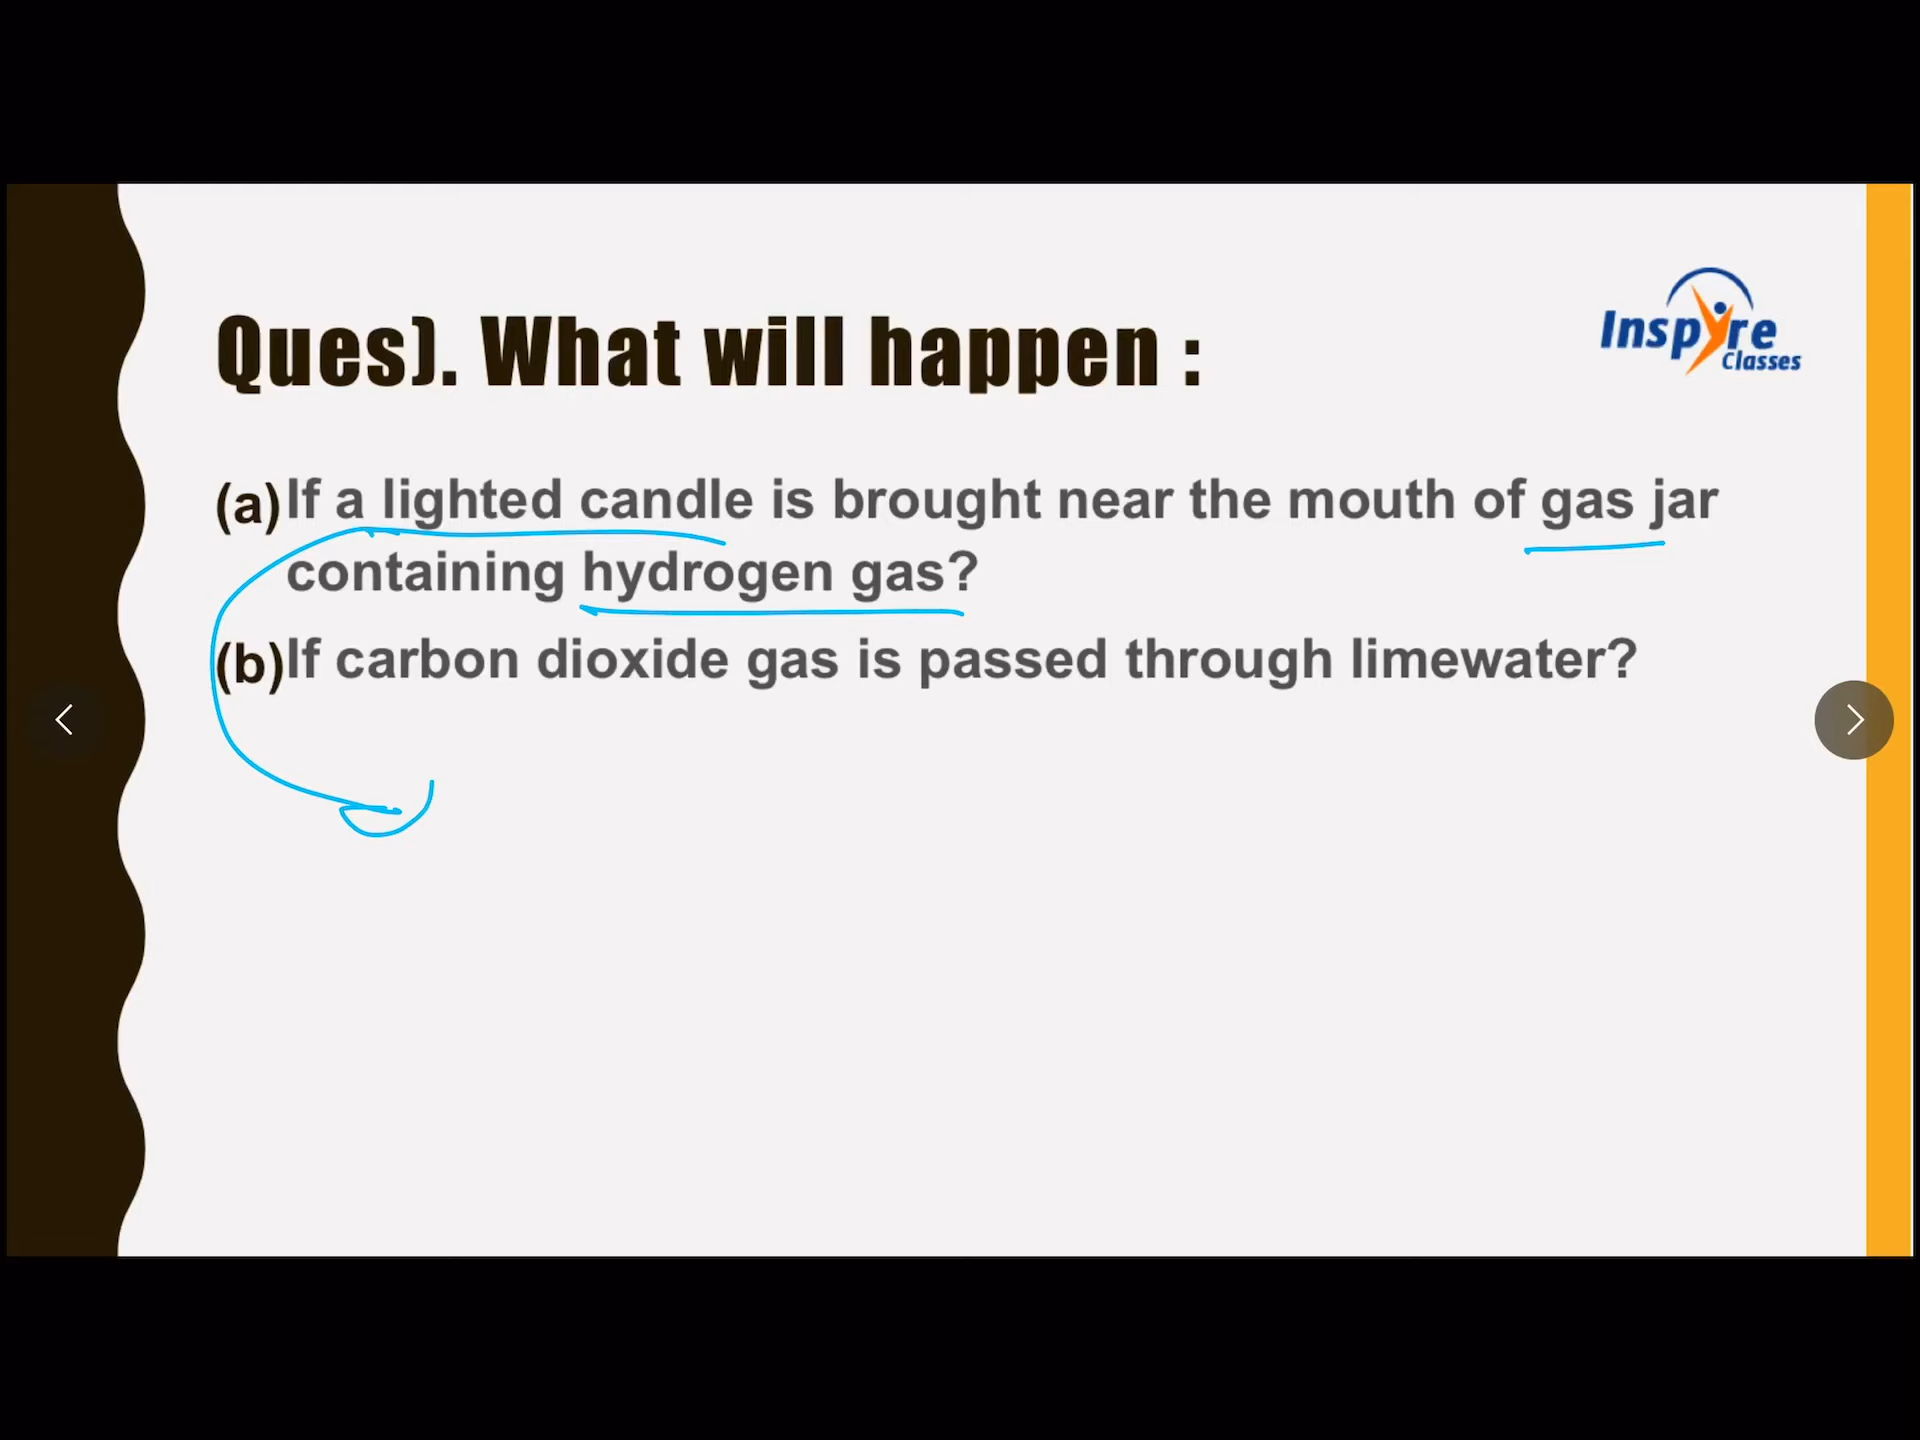 Ques). What will happen :
Inspire
Classes
(a) If a lighted candle is brought near the mouth of gas jar
containing hydrogen gas?
(b) If carbon dioxide gas is passed through limewater?